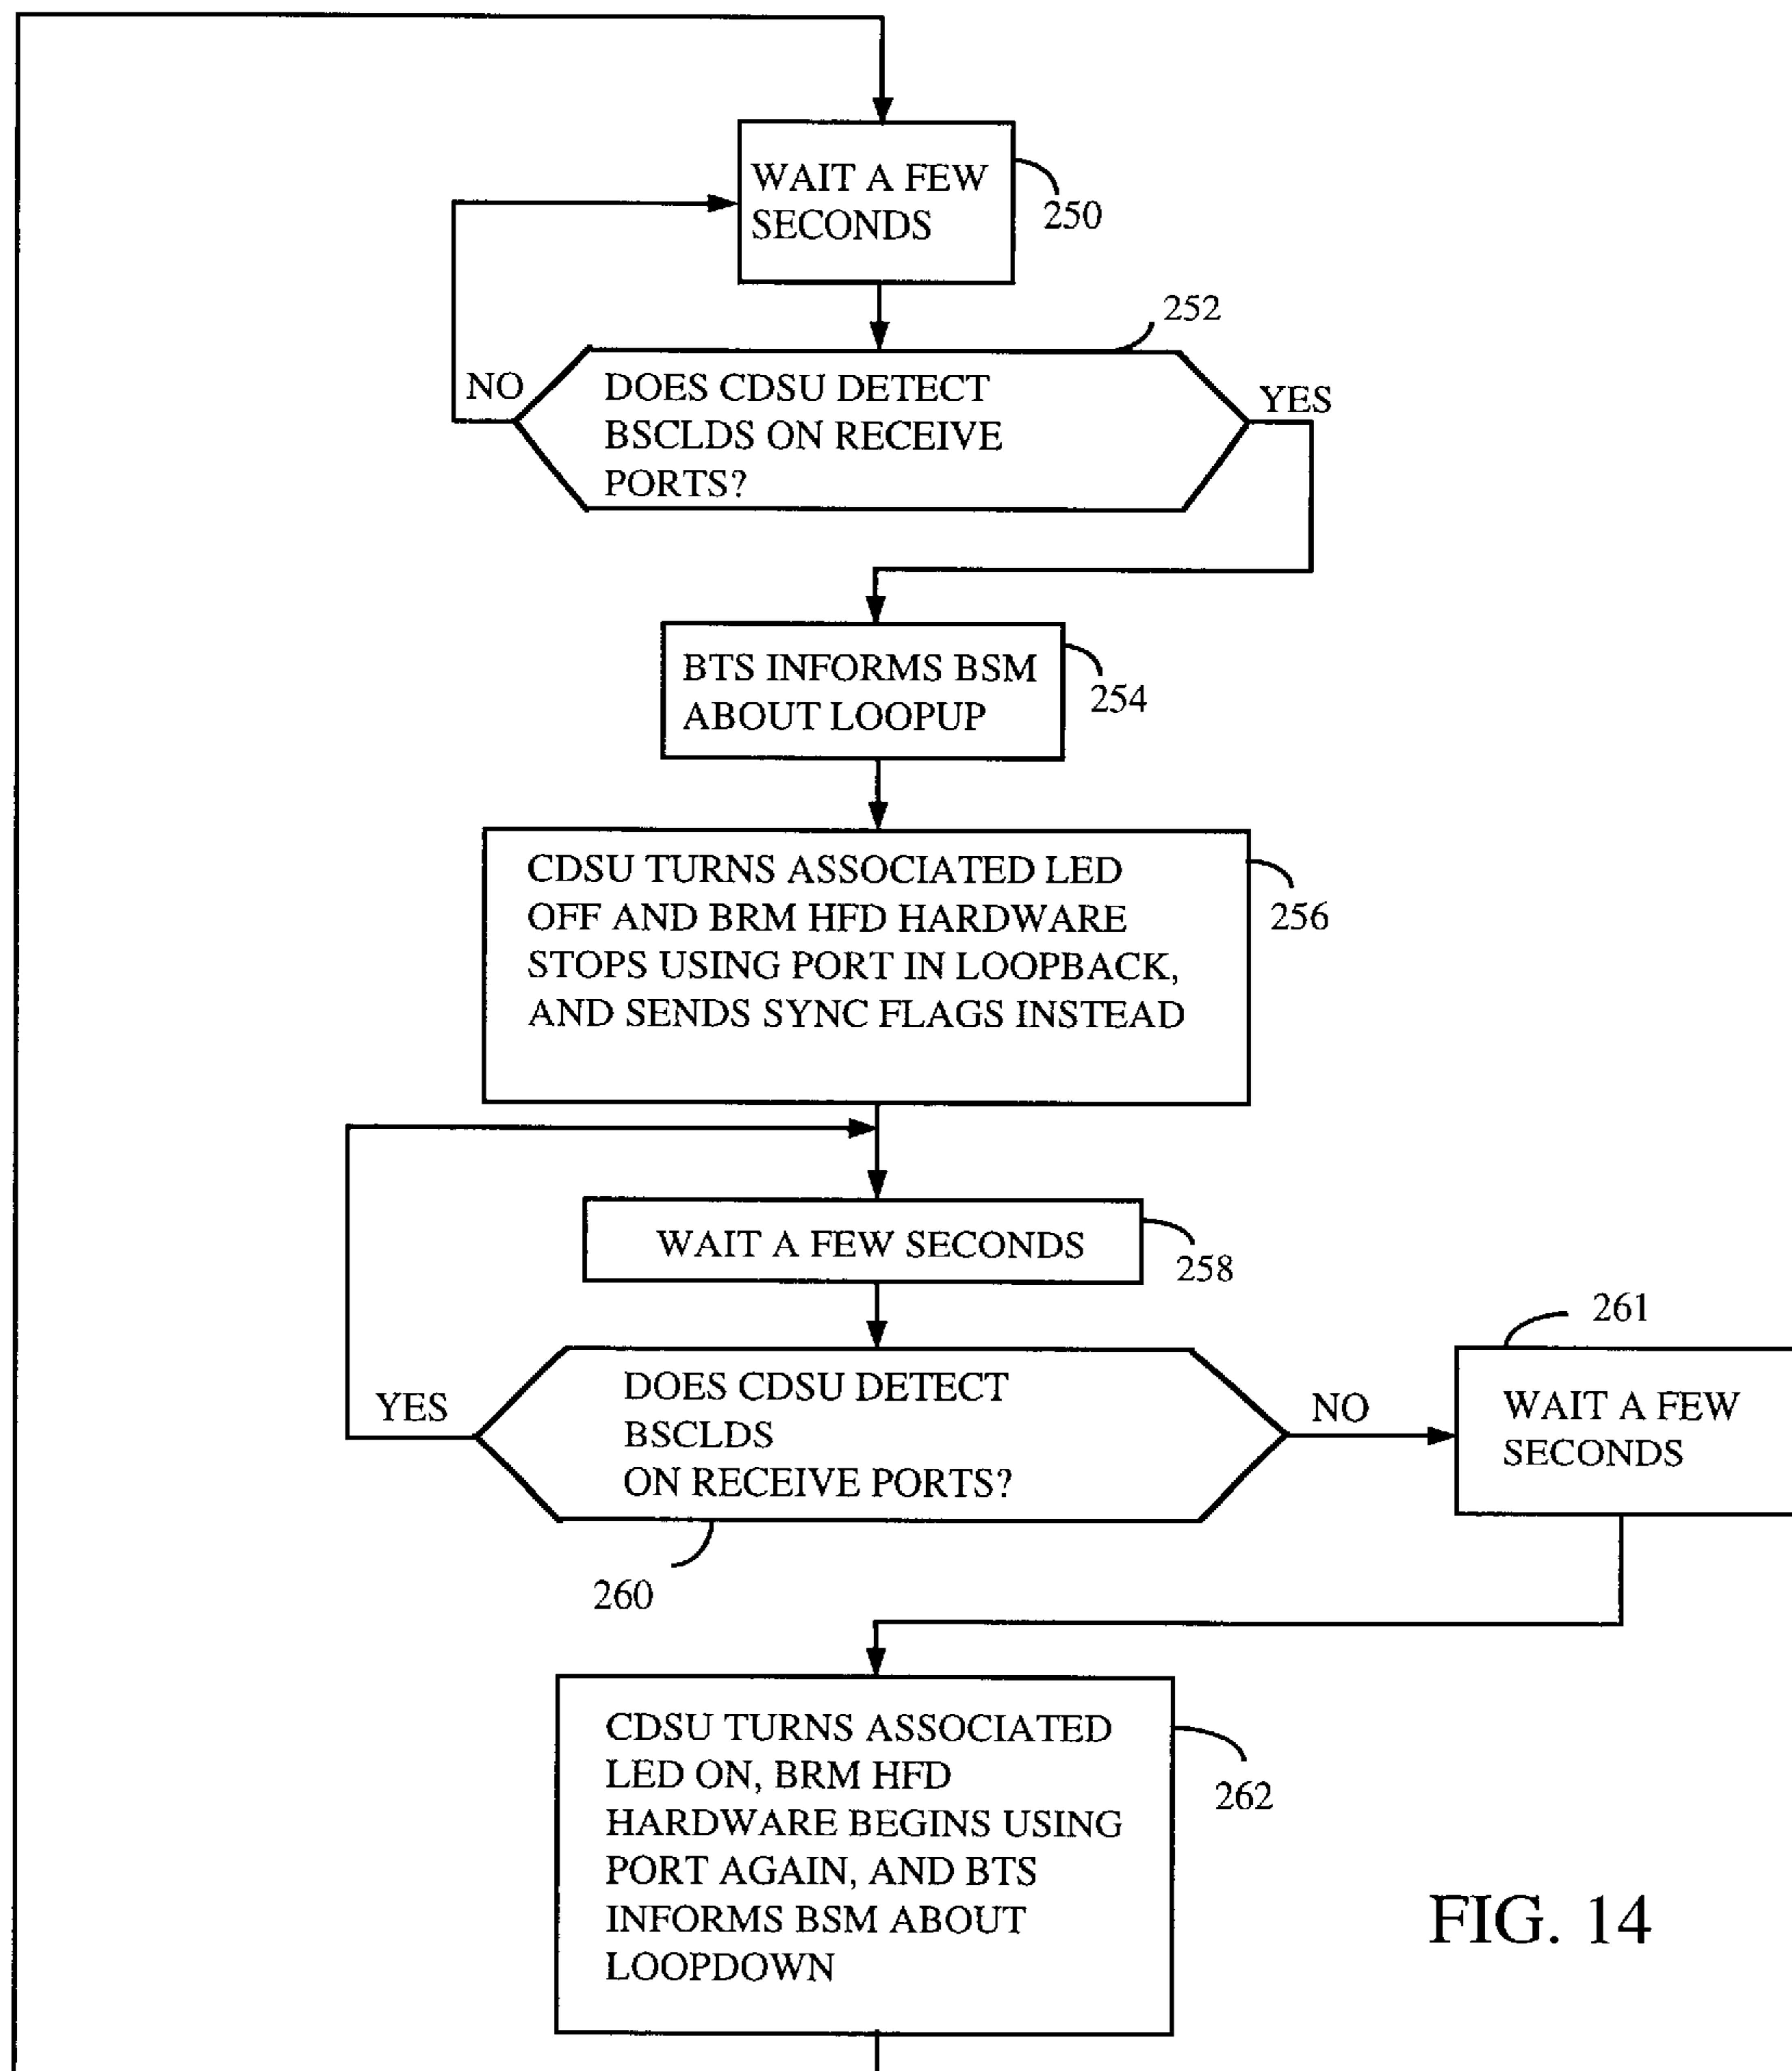 WAIT A FEW
SECONDS
250
252
NO
DOES CDSU DETECT
BSCLDS ON RECEIVE
PORTS?
YES
BTS INFORMS BSM
ABOUT LOOPUP
254
CDSU TURNS ASSOCIATED LED
OFF AND BRM HFD HARDWARE
STOPS USING PORT IN LOOPBACK,
AND SENDS SYNC FLAGS INSTEAD
256
WAIT A FEW SECONDS
258
YES
DOES CDSU DETECT
BSCLDS
ON RECEIVE PORTS?
NO
261
WAIT A FEW
SECONDS
260
CDSU TURNS ASSOCIATED
LED ON, BRM HFD
HARDWARE BEGINS USING
PORT AGAIN, AND BTS
INFORMS BSM ABOUT
LOOPDOWN
262
FIG. 14